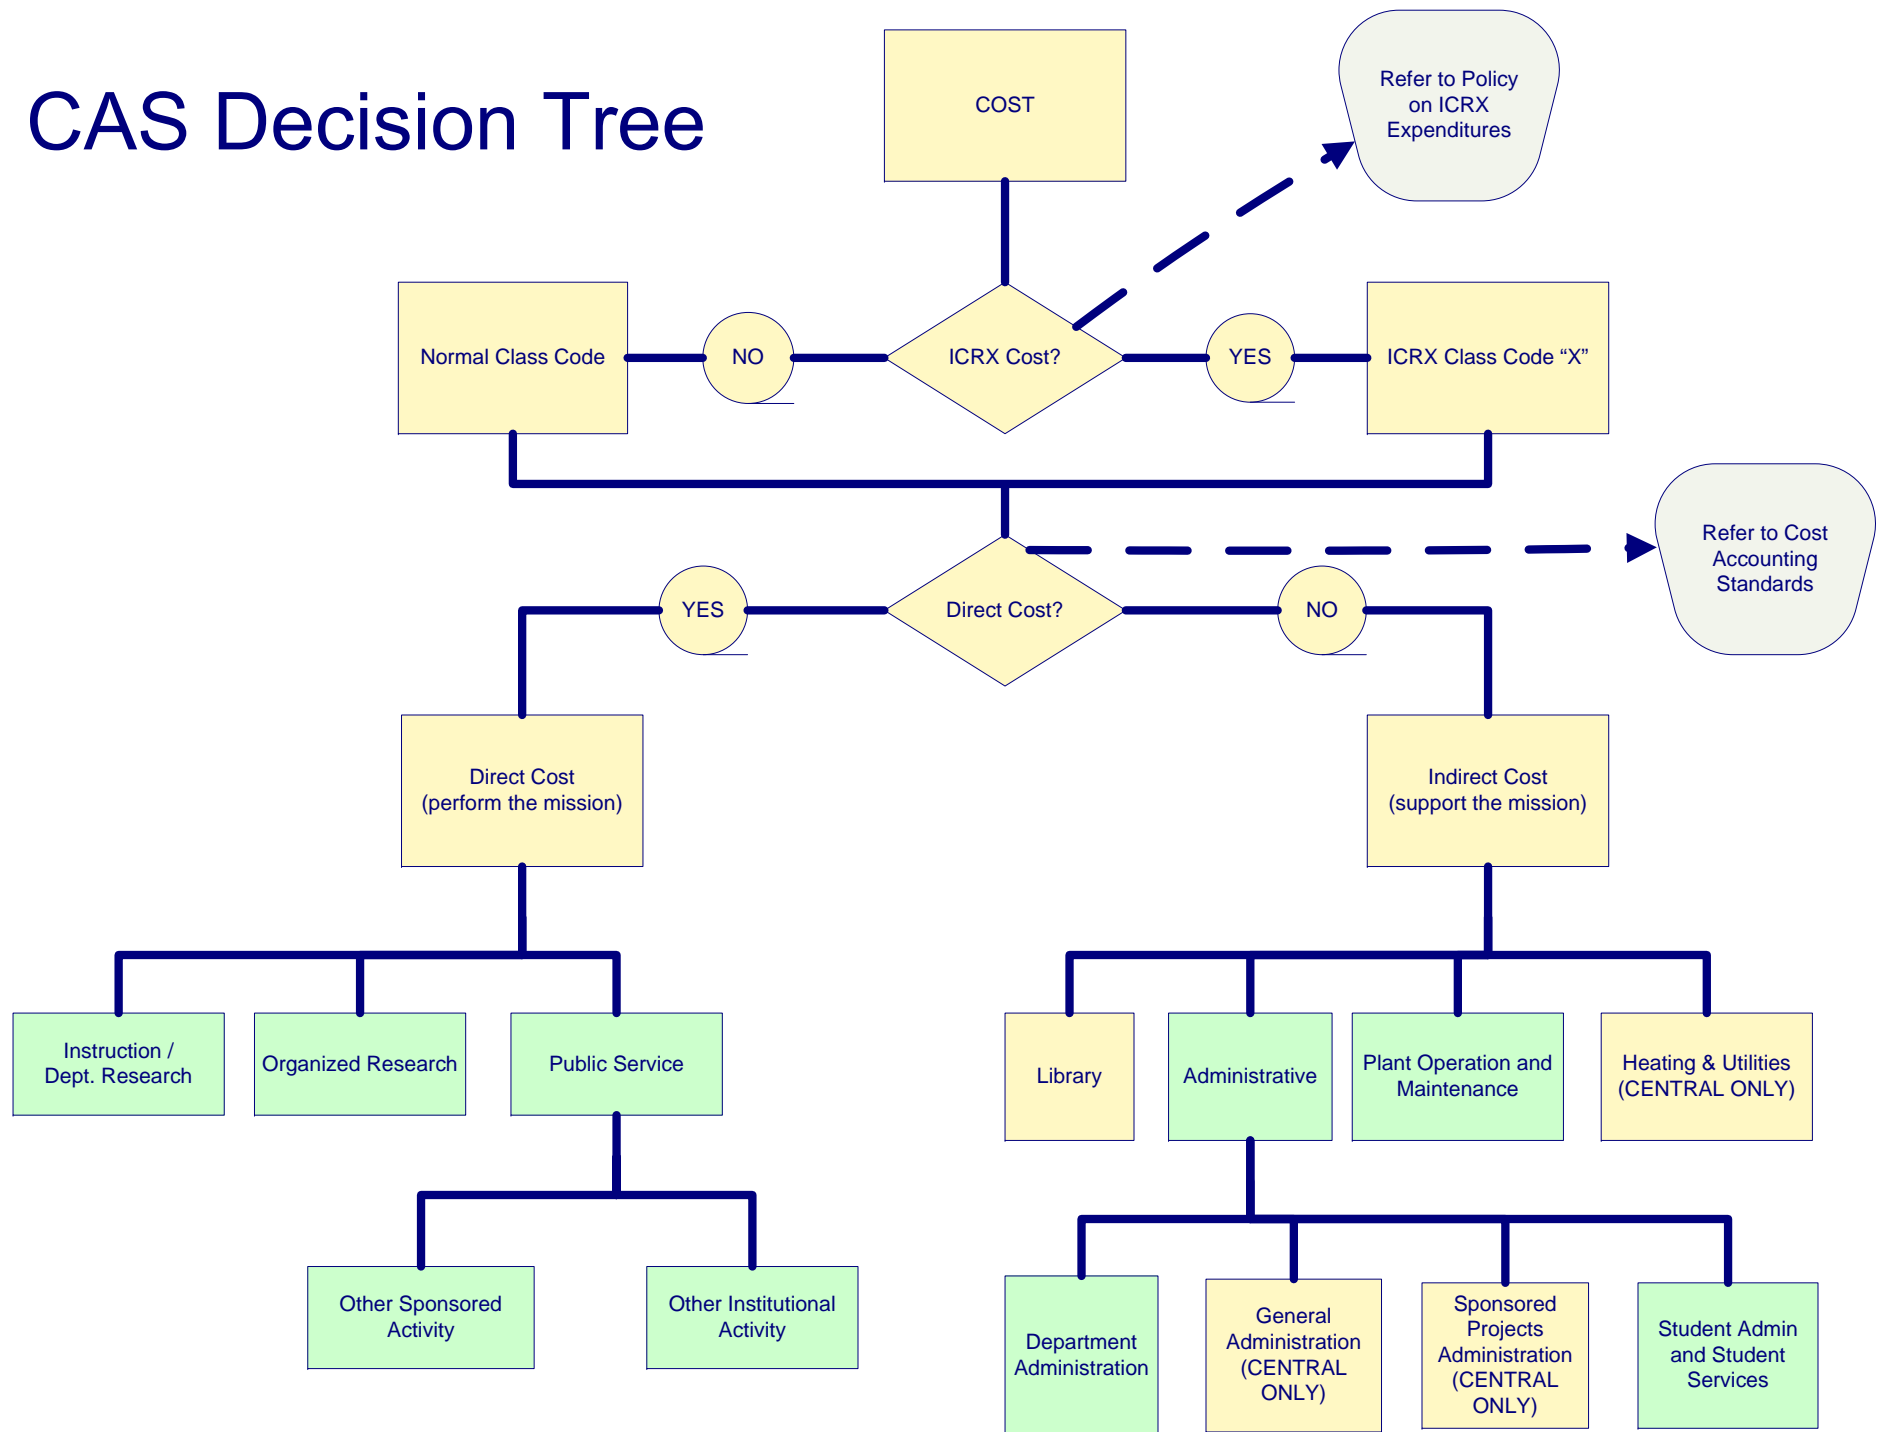 CAS Decision Tree
COST
Refer to Policy
on ICRX
Expenditures
Normal Class Code
NO
ICRX Cost?
YES
ICRX Class Code “X”
Refer to Cost
Accounting
Standards
YES
Direct Cost?
NO
Direct Cost
(perform the mission)
Indirect Cost
(support the mission)
Instruction /
Dept. Research
Organized Research
Public Service
Library
Administrative
Plant Operation and
Maintenance
Heating & Utilities
(CENTRAL ONLY)
Other Sponsored
Activity
Other Institutional
Activity
Department
Administration
General
Administration
(CENTRAL
ONLY)
Sponsored
Projects
Administration
(CENTRAL
ONLY)
Student Admin
and Student
Services